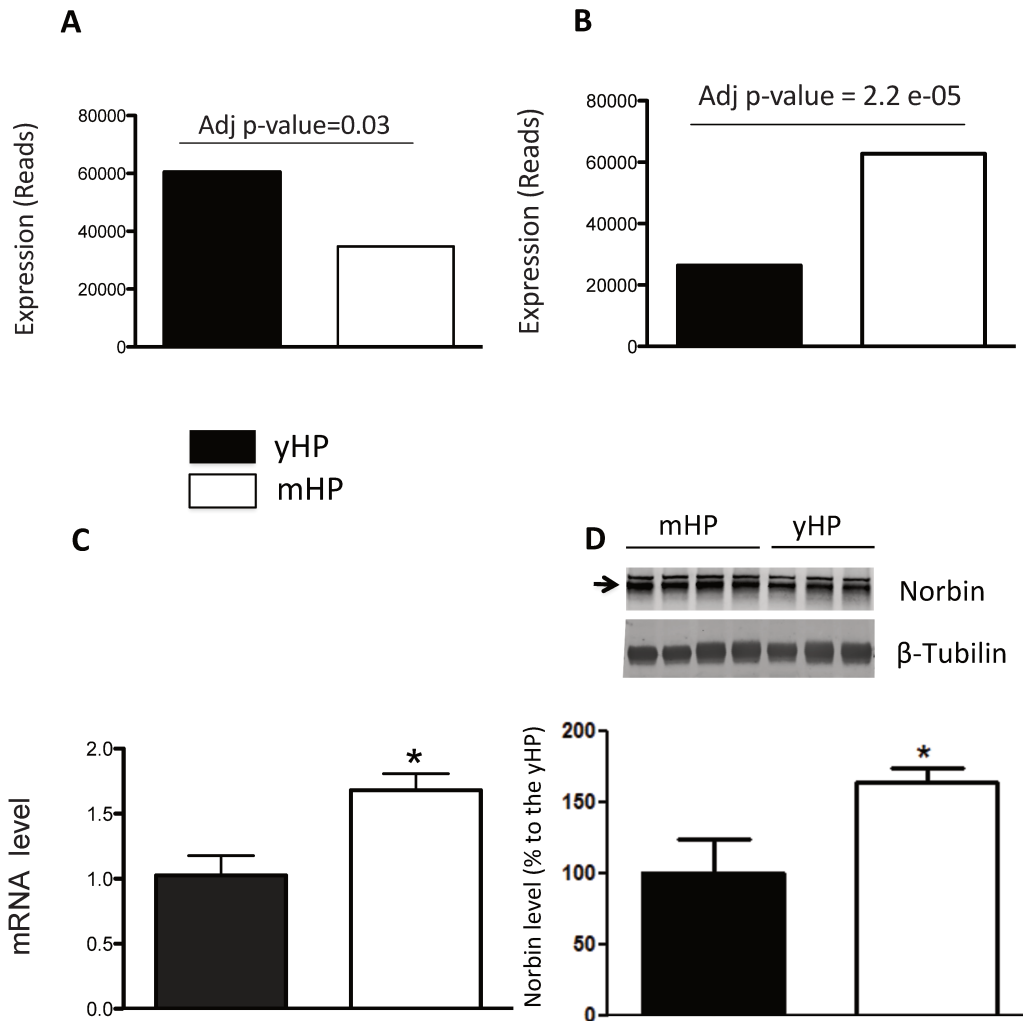 A
Expression (Reads)
80000
60000
40000
20000
0
Adj p-value=0.03
B
Expression (Reads)
80000
60000
40000
20000
0
Adj p-value = 2.2 e-05
yHP
mHP
C
mRNA level
2.0
1.5
1.0
0.5
0.0
*
D
mHP yHP
Norbin
β-Tubilin
Norbin level (% to the yHP)
200
150
100
50
0
*